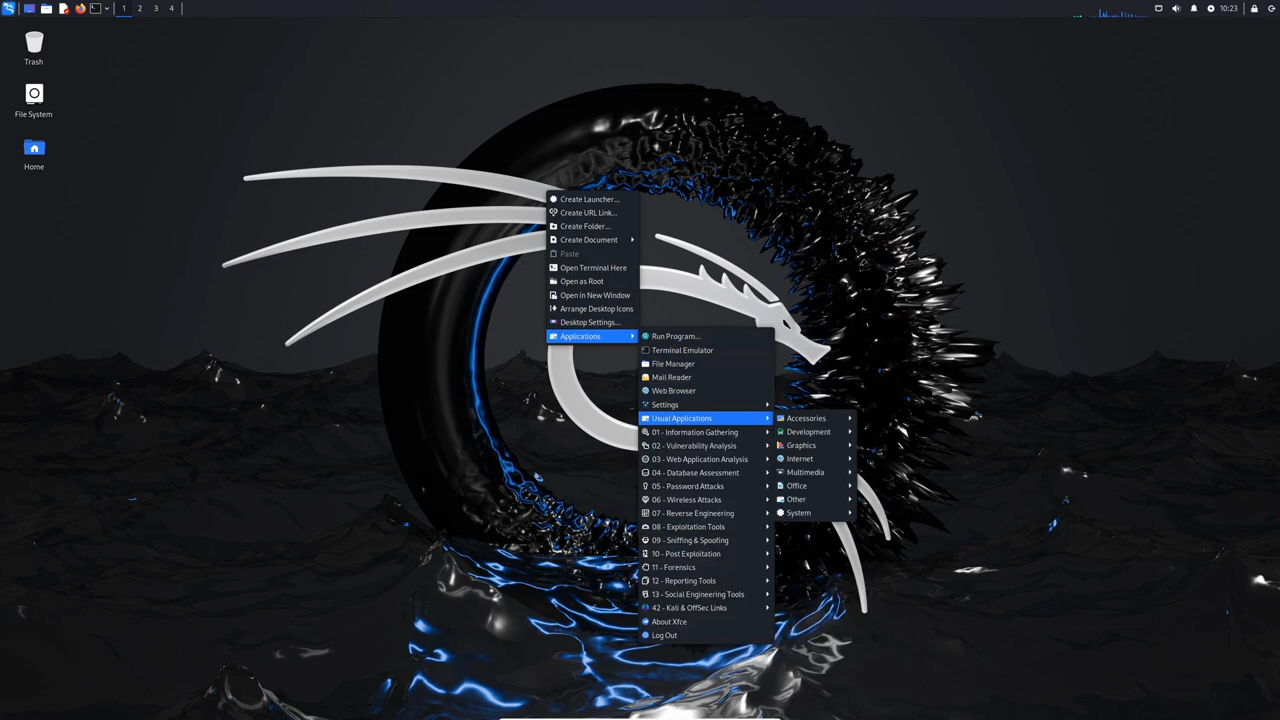 1 2 3 4
10:23
Trash
File System
Home
Create Launcher...
Create URL Link...
Create Folder...
Create Document
Paste
Open Terminal Here
Open as Root
Open in New Window
Arrange Desktop Icons
Desktop Settings...
Applications
Run Program...
Terminal Emulator
File Manager
Mail Reader
Web Browser
Settings
Usual Applications
01 - Information Gathering
02 - Vulnerability Analysis
03 - Web Application Analysis
04 - Database Assessment
05 - Password Attacks
06 - Wireless Attacks
07 - Reverse Engineering
08 - Exploitation Tools
09 - Sniffing & Spoofing
10 - Post Exploitation
11 - Forensics
12 - Reporting Tools
13 - Social Engineering Tools
42 - Kali & OffSec Links
About Xfce
Log Out
Accessories
Development
Graphics
Internet
Multimedia
Office
Other
System